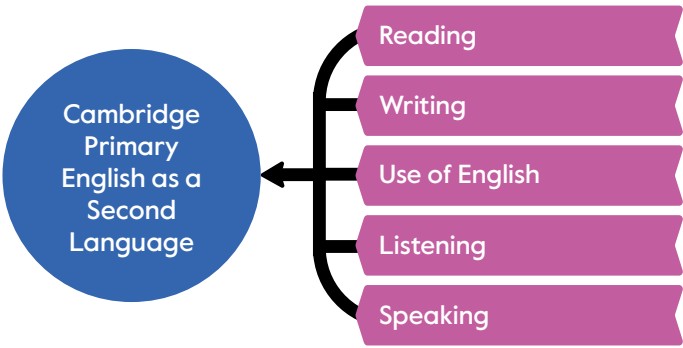 Cambridge
Primary
English as a
Second
Language
Reading
Writing
Use of English
Listening
Speaking